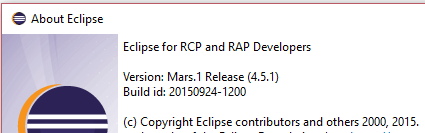 About Eclipse
Eclipse for RCP and RAP Developers
Version: Mars.1 Release (4.5.1)
Build id: 20150924-1200
(c) Copyright Eclipse contributors and others 2000, 2015.